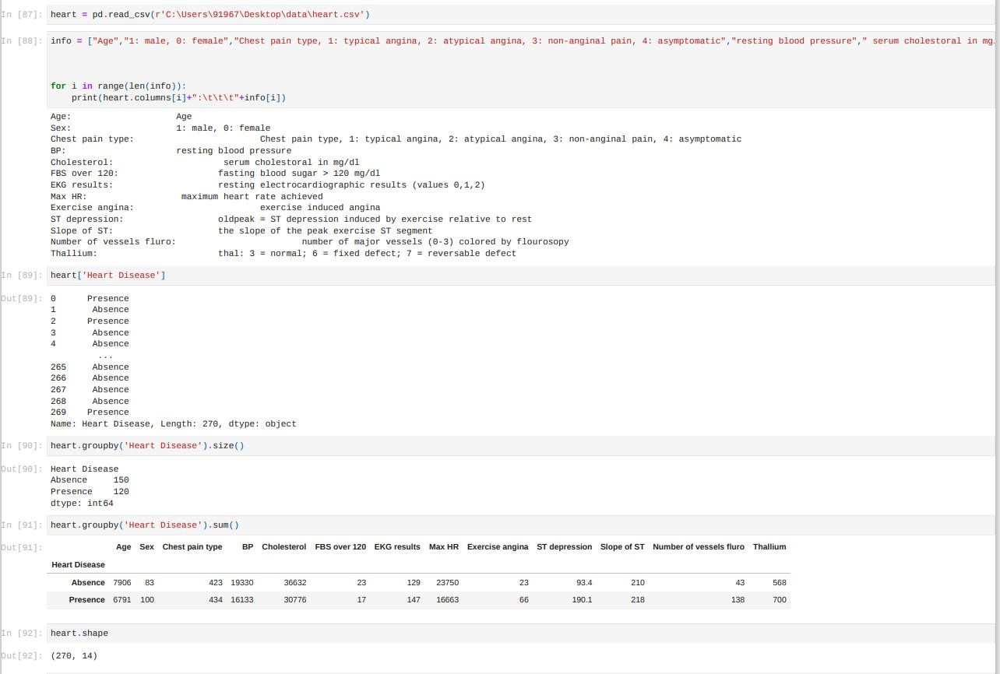 In [87]: heart = pd.read_csv(r'C:\Users\91967\Desktop\data\heart.csv')
In [88]: info = ["Age","1: male, 0: female","Chest pain type, 1: typical angina, 2: atypical angina, 3: non-anginal pain, 4: asymptomatic","resting blood pressure"," serum cholestoral in mg
for i in range(len(info)):
    print(heart.columns[i]+":\t\t\t"+info[i])
Age: Age
Sex: 1: male, 0: female
Chest pain type: Chest pain type, 1: typical angina, 2: atypical angina, 3: non-anginal pain, 4: asymptomatic
BP: resting blood pressure
Cholesterol: serum cholestoral in mg/dl
FBS over 120: fasting blood sugar > 120 mg/dl
EKG results: resting electrocardiographic results (values 0,1,2)
Max HR: maximum heart rate achieved
Exercise angina: exercise induced angina
ST depression: oldpeak = ST depression induced by exercise relative to rest
Slope of ST: the slope of the peak exercise ST segment
Number of vessels fluro: number of major vessels (0-3) colored by flourosopy
Thallium: thal: 3 = normal; 6 = fixed defect; 7 = reversable defect
In [89]: heart['Heart Disease']
Out[89]: 0 Presence
1 Absence
2 Presence
3 Absence
4 Absence
...
265 Absence
266 Absence
267 Absence
268 Absence
269 Presence
Name: Heart Disease, Length: 270, dtype: object
In [90]: heart.groupby('Heart Disease').size()
Out[90]: Heart Disease
Absence 150
Presence 120
dtype: int64
In [91]: heart.groupby('Heart Disease').sum()
Out[91]: Age Sex Chest pain type BP Cholesterol FBS over 120 EKG results Max HR Exercise angina ST depression Slope of ST Number of vessels fluro Thallium
Heart Disease
Absence 7906 83 423 19330 36632 23 129 23750 23 93.4 210 43 568
Presence 6791 100 434 16133 30776 17 147 16663 66 190.1 218 138 700
In [92]: heart.shape
Out[92]: (270, 14)